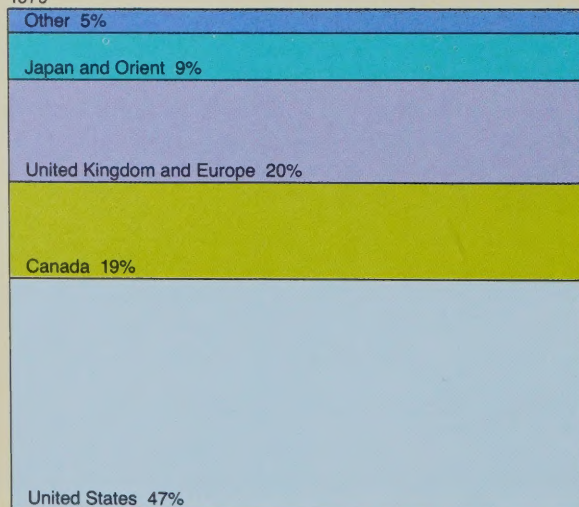 Other 5%
Japan and Orient 9%
United Kingdom and Europe 20%
Canada 19%
United States 47%